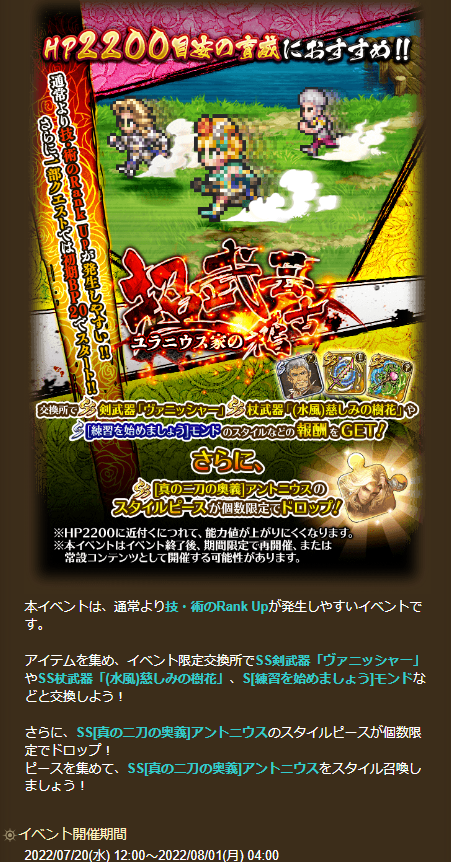 HP2200目安の育成におすすめ!!
通常より技・術のRank UPが発生しやすい!!
さらに一部クエストでは初期BP20でスタート!!
超武芸
ユラニウス家の一稽古
交換所でSS剣武器「ヴァニッシャー」SS杖武器「(水風)慈しみの樹花」や
S[練習を始めましょう]モンドのスタイルなどの報酬をGET!
さらに、
SS[真の二刀の奥義]アントニウスの
スタイルピースが個数限定でドロップ!
※HP2200に近付くにつれて、能力値が上がりにくくなります。
※本イベントはイベント終了後、期間限定で再開催、または
常設コンテンツとして開催する可能性があります。
本イベントは、通常より技・術のRank Upが発生しやすいイベントで
す。
アイテムを集め、イベント限定交換所でSS剣武器「ヴァニッシャー」
やSS杖武器「(水風)慈しみの樹花」、S[練習を始めましょう]モンドな
どと交換しよう！
さらに、SS[真の二刀の奥義]アントニウスのスタイルピースが個数限
定でドロップ！
ピースを集めて、SS[真の二刀の奥義]アントニウスをスタイル召喚し
ましょう！
イベント開催期間
2022/07/20(水) 12:00～2022/08/01(月) 04:00